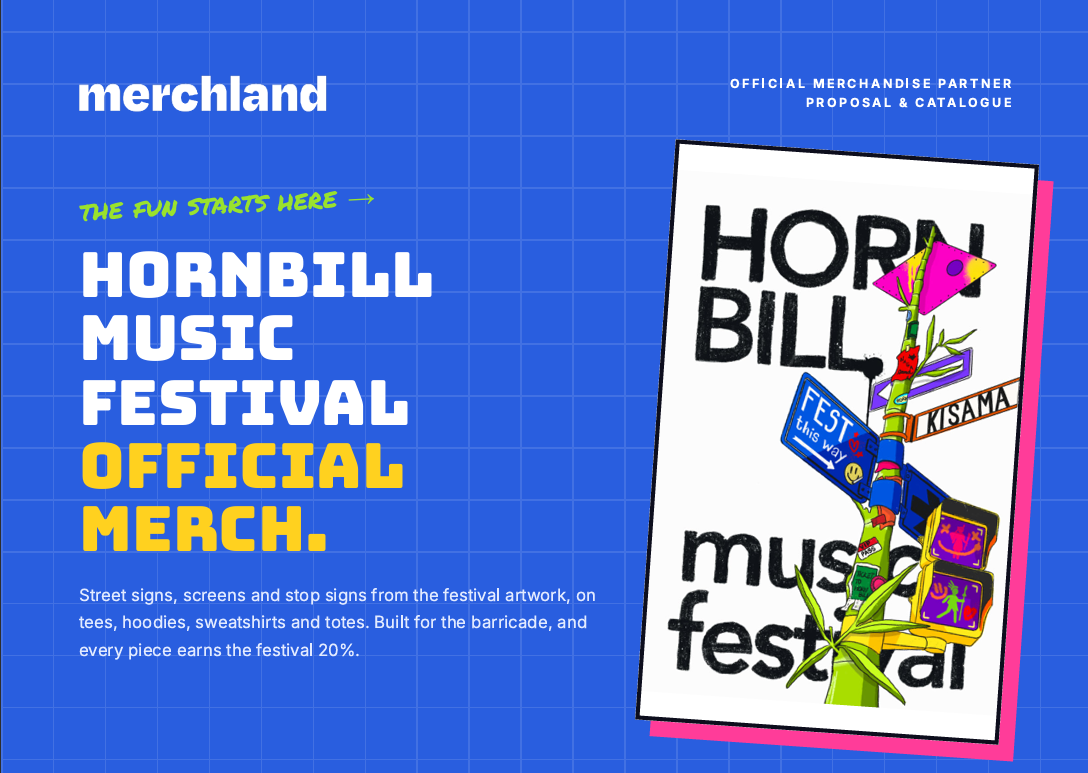 merchland
OFFICIAL MERCHANDISE PARTNER
PROPOSAL & CATALOGUE
THE FUN STARTS HERE →
HORNBILL
MUSIC
FESTIVAL
OFFICIAL
MERCH.
Street signs, screens and stop signs from the festival artwork, on
tees, hoodies, sweatshirts and totes. Built for the barricade, and
every piece earns the festival 20%.
HORN
BILL
KISAMA
FEST
this way
music
festival